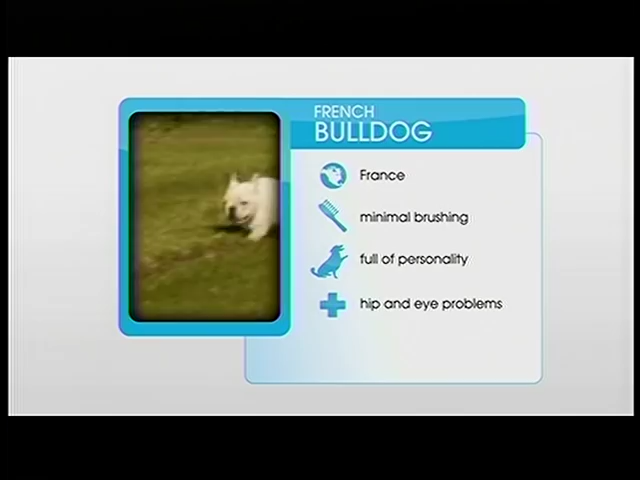 FRENCH
BULLDOG
France
minimal brushing
full of personality
hip and eye problems